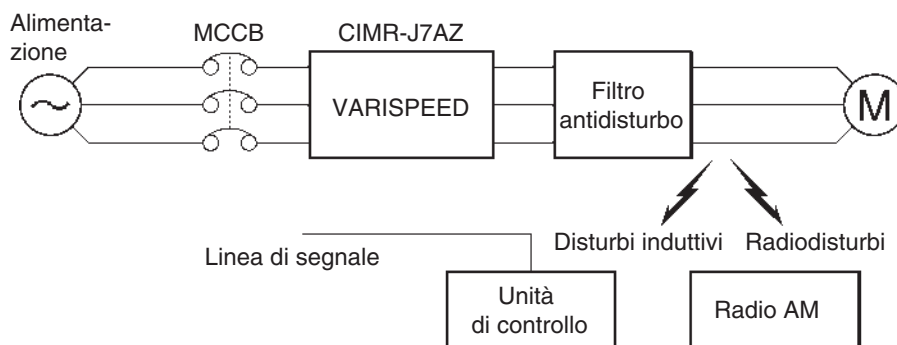 Alimenta-
zione
MCCB
CIMR-J7AZ
VARISPEED
Filtro
antidisturbo
M
Disturbi induttivi
Radiodisturbi
Linea di segnale
Unità
di controllo
Radio AM